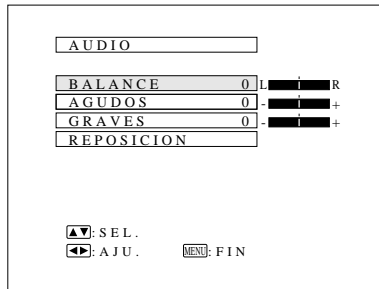 AUDIO
BALANCE 0 L R
AGUDOS 0 - +
GRAVES 0 - +
REPOSICION
▲▼: SEL.
◀▶: AJU. MENU: FIN